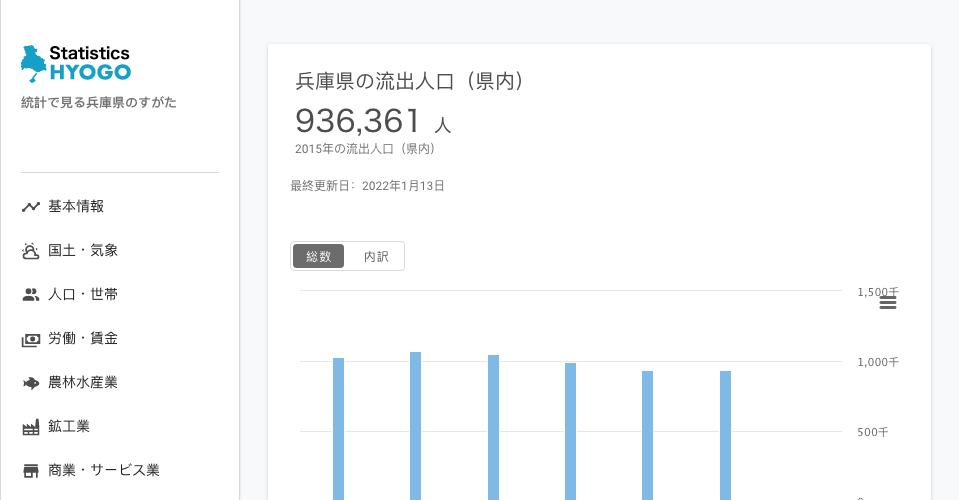 Statistics
HYOGO
統計で見る兵庫県のすがた
基本情報
国土・気象
人口・世帯
労働・賃金
農林水産業
鉱工業
商業・サービス業
兵庫県の流出人口（県内）
936,361 人
2015年の流出人口（県内）
最終更新日：2022年1月13日
総数 内訳
1,500千
1,000千
500千